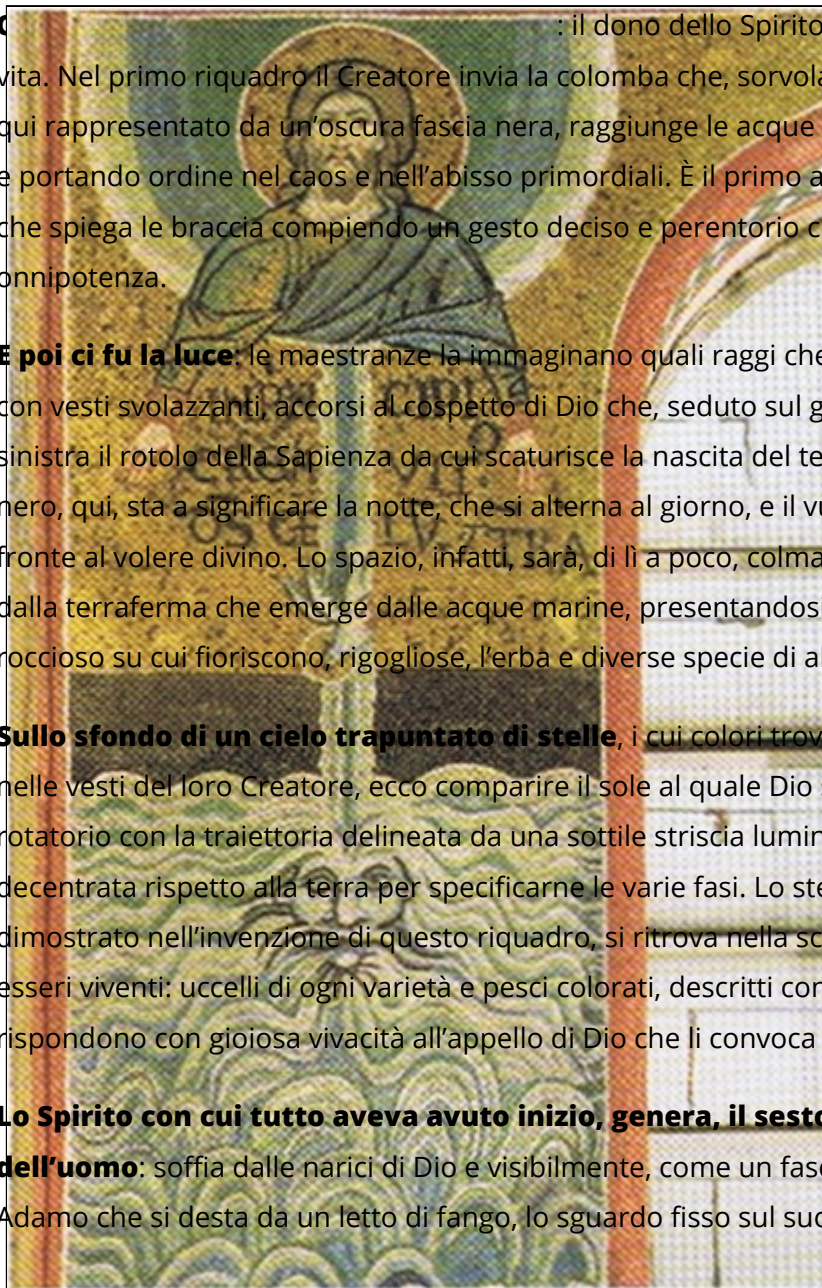 : il dono dello Spirito
vita. Nel primo riquadro il Creatore invia la colomba che,
qui rappresentato da un'oscura fascia nera, raggiunge le acque
e portando ordine nel caos e nell'abisso primordiali. È il primo
che spiega le braccia compiendo un gesto deciso e perentorio
onnipotenza.
E poi ci fu la luce: le maestranze la immaginano quali raggi che
con vesti svolazzanti, accorsi al cospetto di Dio che, seduto sul
sinistra il rotolo della Sapienza da cui scaturisce la nascita del
nero, qui, sta a significare la notte, che si alterna al giorno, e il
fronte al volere divino. Lo spazio, infatti, sarà, di lì a poco,
dalla terraferma che emerge dalle acque marine, presentandosi
roccioso su cui fioriscono, rigogliose, l'erba e diverse specie di
Sullo sfondo di un cielo trapuntato di stelle, i cui colori
nelle vesti del loro Creatore, ecco comparire il sole al quale Dio
rotatorio con la traiettoria delineata da una sottile striscia
decentrata rispetto alla terra per specificarne le varie fasi. Lo
dimostrato nell'invenzione di questo riquadro, si ritrova nella
esseri viventi: uccelli di ogni varietà e pesci colorati, descritti
rispondono con gioiosa vivacità all'appello di Dio che li convoca
Lo Spirito con cui tutto aveva avuto inizio, genera, il sesto
dell'uomo: soffia dalle narici di Dio e visibilmente, come un
Adamo che si desta da un letto di fango, lo sguardo fisso sul